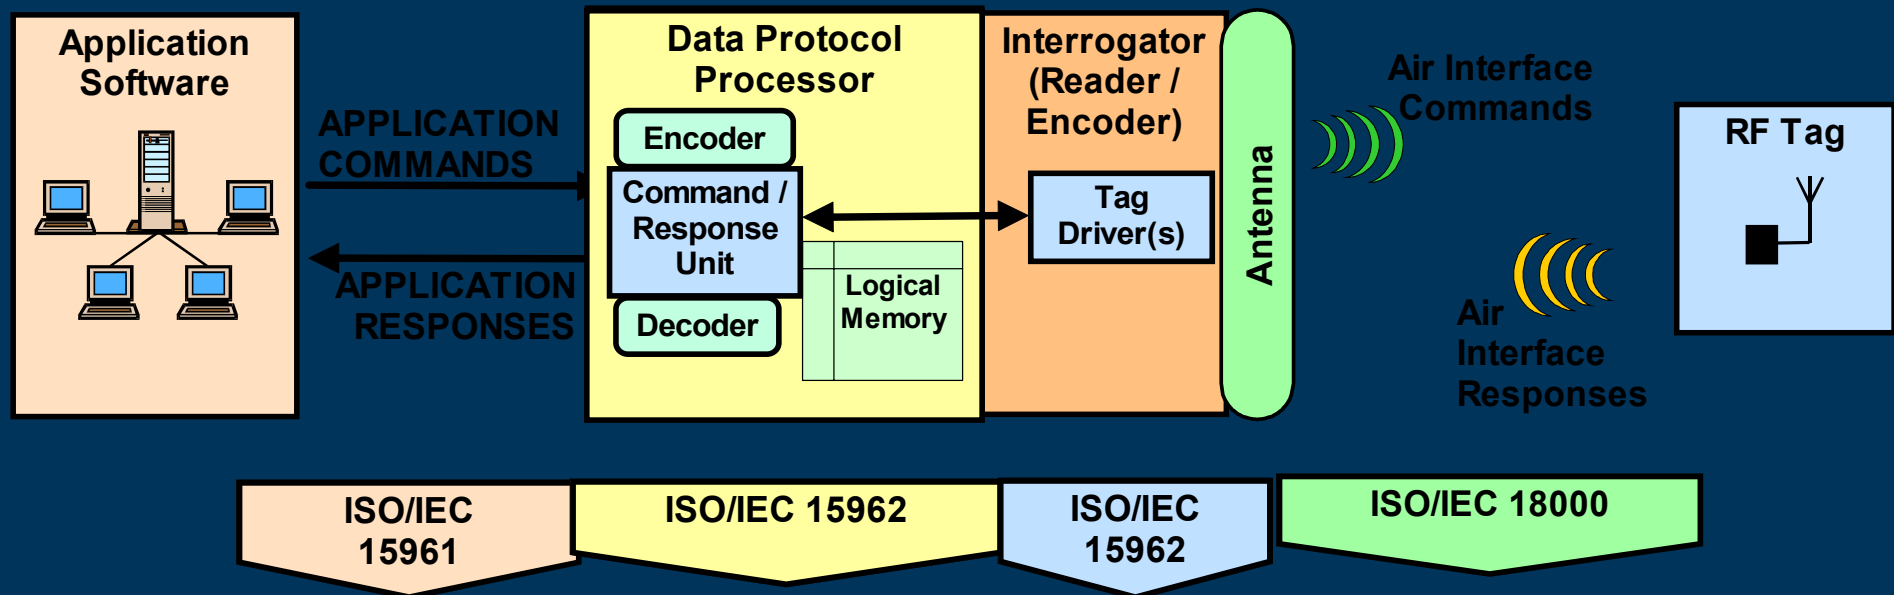 Application
Software
APPLICATION
COMMANDS
APPLICATION
RESPONSES
Data Protocol
Processor
Encoder
Command /
Response
Unit
Decoder
Logical
Memory
Interrogator
(Reader /
Encoder)
Tag
Driver(s)
Antenna
Air Interface
Commands
Air
Interface
Responses
RF Tag
ISO/IEC
15961
ISO/IEC 15962
ISO/IEC
15962
ISO/IEC 18000